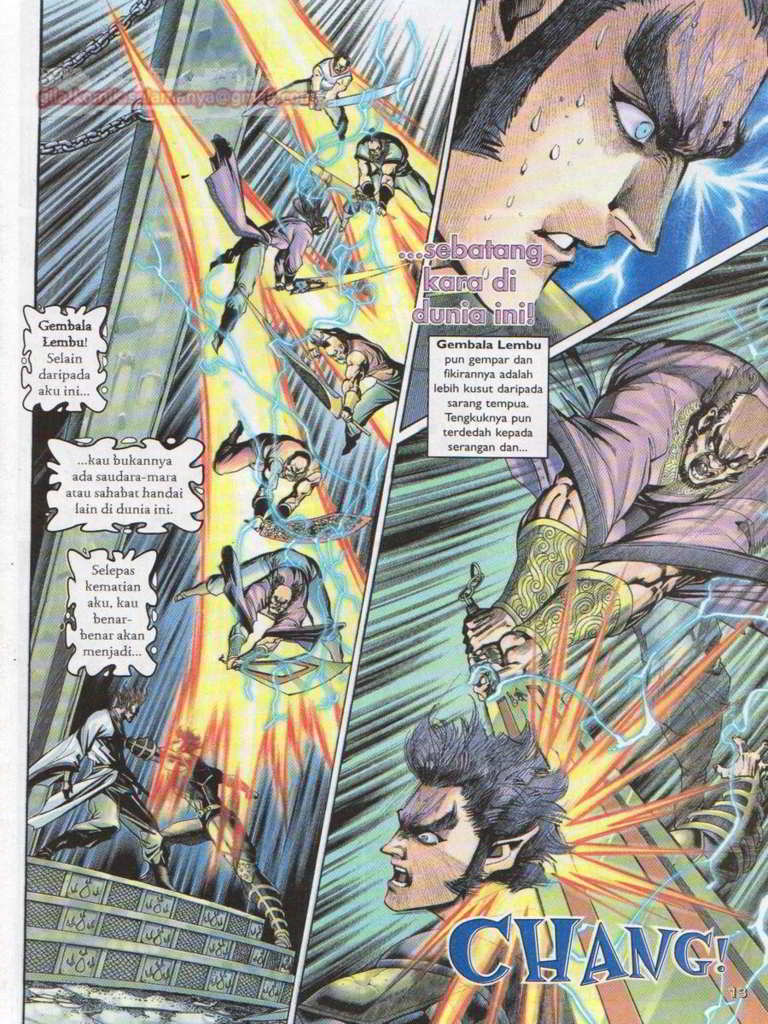 Gembala
Lembu!
Selain
daripada
aku ini...
...kau bukannya
ada saudara-mara
atau sahabat handai
lain di dunia ini.
Selepas
kematian
aku, kau
benar-
benar akan
menjadi...
...sebatang
kara di
dunia ini!
Gembala Lembu
pun gempar dan
fikirannya adalah
lebih kusut daripada
sarang tempua.
Tengkuknya pun
terdedah kepada
serangan dan...
CHANG!
13